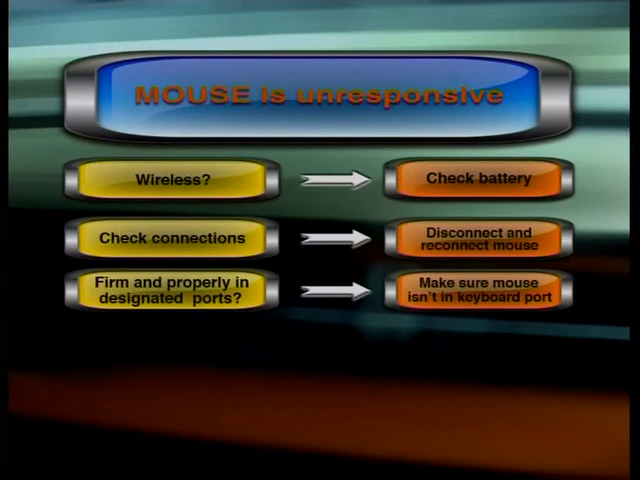 MOUSE is unresponsive
Wireless?
Check battery
Check connections
Disconnect and
reconnect mouse
Firm and properly in
designated ports?
Make sure mouse
isn't in keyboard port